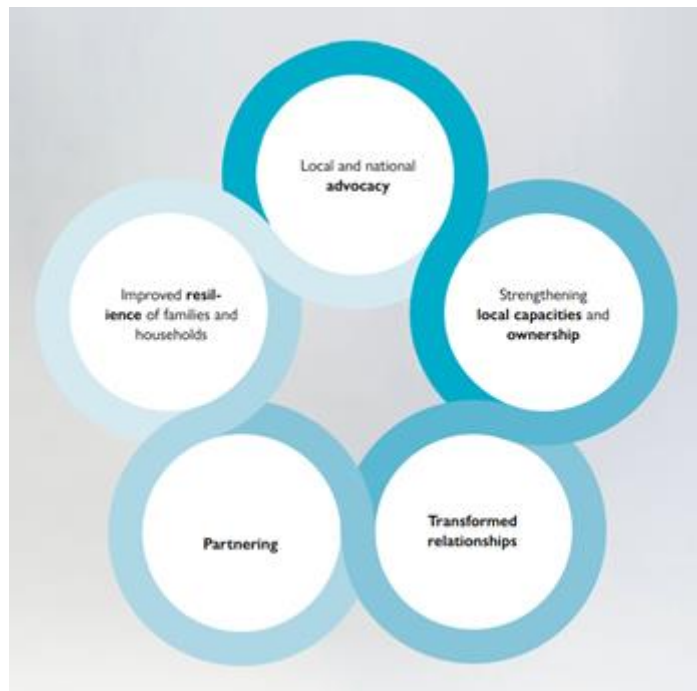 Local and national
advocacy
Strengthening
local capacities and
ownership
Transformed
relationships
Partnering
Improved resil-
ience of families and
households